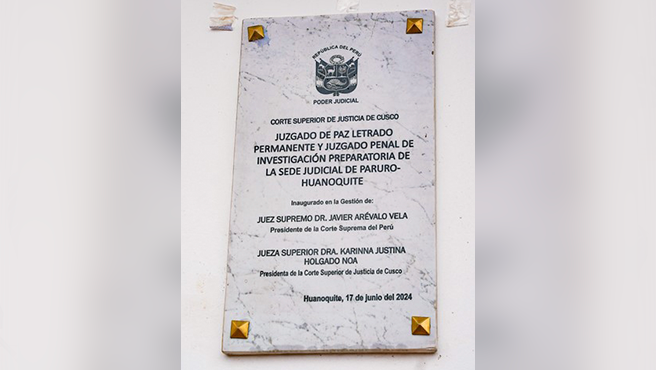 REPÚBLICA DEL PERÚ
PODER JUDICIAL
CORTE SUPERIOR DE JUSTICIA DE CUSCO
JUZGADO DE PAZ LETRADO
PERMANENTE Y JUZGADO PENAL DE
INVESTIGACIÓN PREPARATORIA DE
LA SEDE JUDICIAL DE PARURO-
HUANOQUITE
Inaugurado en la Gestión de:
JUEZ SUPREMO DR. JAVIER ARÉVALO VELA
Presidente de la Corte Suprema del Perú
JUEZA SUPERIOR DRA. KARINNA JUSTINA
HOLGADO NOA
Presidenta de la Corte Superior de Justicia de Cusco
Huanoquite, 17 de junio del 2024